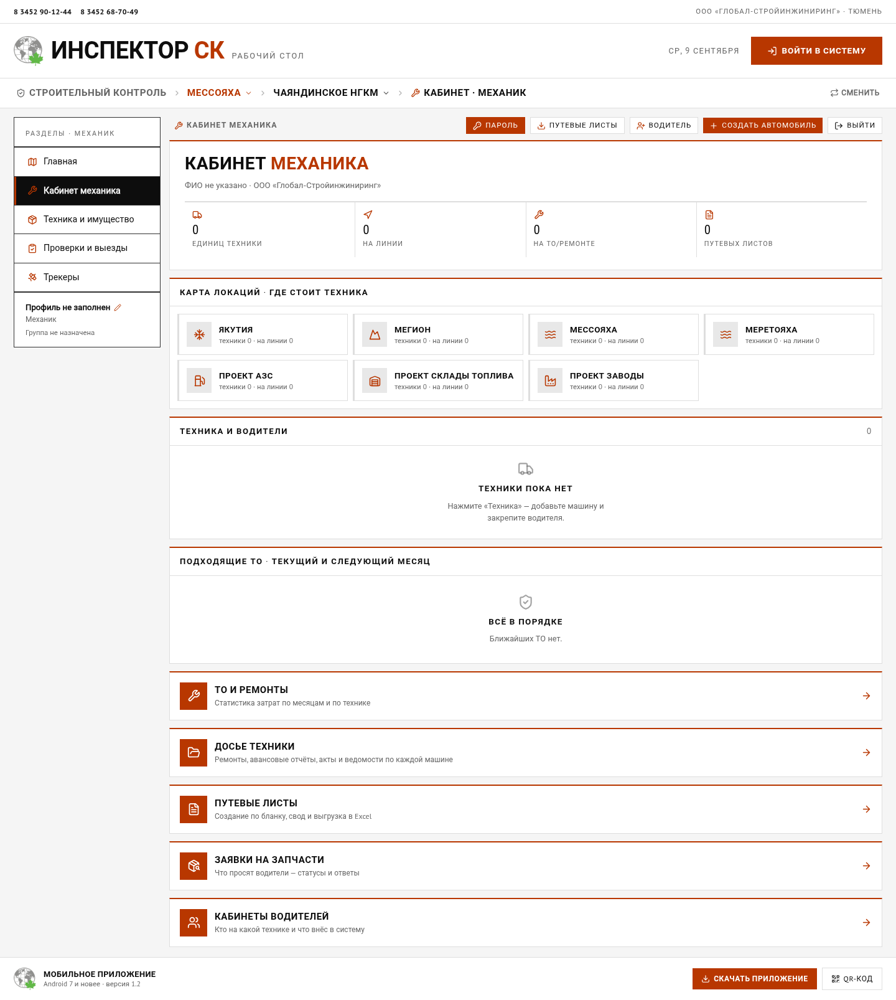 8 3452 90-12-44 8 3452 68-70-49
ООО «ГЛОБАЛ-СТРОЙИНЖИНИРИНГ» · ТЮМЕНЬ
ИНСПЕКТОР СК РАБОЧИЙ СТОЛ
СР, 9 СЕНТЯБРЯ
ВОЙТИ В СИСТЕМУ
СТРОИТЕЛЬНЫЙ КОНТРОЛЬ
МЕССОЯХА
ЧАЯНДИНСКОЕ НГКМ
КАБИНЕТ · МЕХАНИК
СМЕНИТЬ
РАЗДЕЛЫ · МЕХАНИК
Главная
Кабинет механика
Техника и имущество
Проверки и выезды
Трекеры
Профиль не заполнен
Механик
Группа не назначена
КАБИНЕТ МЕХАНИКА
ПАРОЛЬ
ПУТЕВЫЕ ЛИСТЫ
ВОДИТЕЛЬ
СОЗДАТЬ АВТОМОБИЛЬ
ВЫЙТИ
КАБИНЕТ МЕХАНИКА
ФИО не указано · ООО «Глобал-Стройинжиниринг»
0
ЕДИНИЦ ТЕХНИКИ
0
НА ЛИНИИ
0
НА ТО/РЕМОНТЕ
0
ПУТЕВЫХ ЛИСТОВ
КАРТА ЛОКАЦИЙ · ГДЕ СТОИТ ТЕХНИКА
ЯКУТИЯ
техники 0 · на линии 0
МЕГИОН
техники 0 · на линии 0
МЕССОЯХА
техники 0 · на линии 0
МЕРЕТОЯХА
техники 0 · на линии 0
ПРОЕКТ АЗС
техники 0 · на линии 0
ПРОЕКТ СКЛАДЫ ТОПЛИВА
техники 0 · на линии 0
ПРОЕКТ ЗАВОДЫ
техники 0 · на линии 0
ТЕХНИКА И ВОДИТЕЛИ
0
ТЕХНИКИ ПОКА НЕТ
Нажмите «Техника» — добавьте машину и
закрепите водителя.
ПОДХОДЯЩИЕ ТО · ТЕКУЩИЙ И СЛЕДУЮЩИЙ МЕСЯЦ
ВСЁ В ПОРЯДКЕ
Ближайших ТО нет.
ТО И РЕМОНТЫ
Статистика затрат по месяцам и по технике
ДОСЬЕ ТЕХНИКИ
Ремонты, авансовые отчёты, акты и ведомости по каждой машине
ПУТЕВЫЕ ЛИСТЫ
Создание по бланку, свод и выгрузка в Excel
ЗАЯВКИ НА ЗАПЧАСТИ
Что просят водители — статусы и ответы
КАБИНЕТЫ ВОДИТЕЛЕЙ
Кто на какой технике и что внёс в систему
МОБИЛЬНОЕ ПРИЛОЖЕНИЕ
Android 7 и новее · версия 1.2
СКАЧАТЬ ПРИЛОЖЕНИЕ
QR-КОД